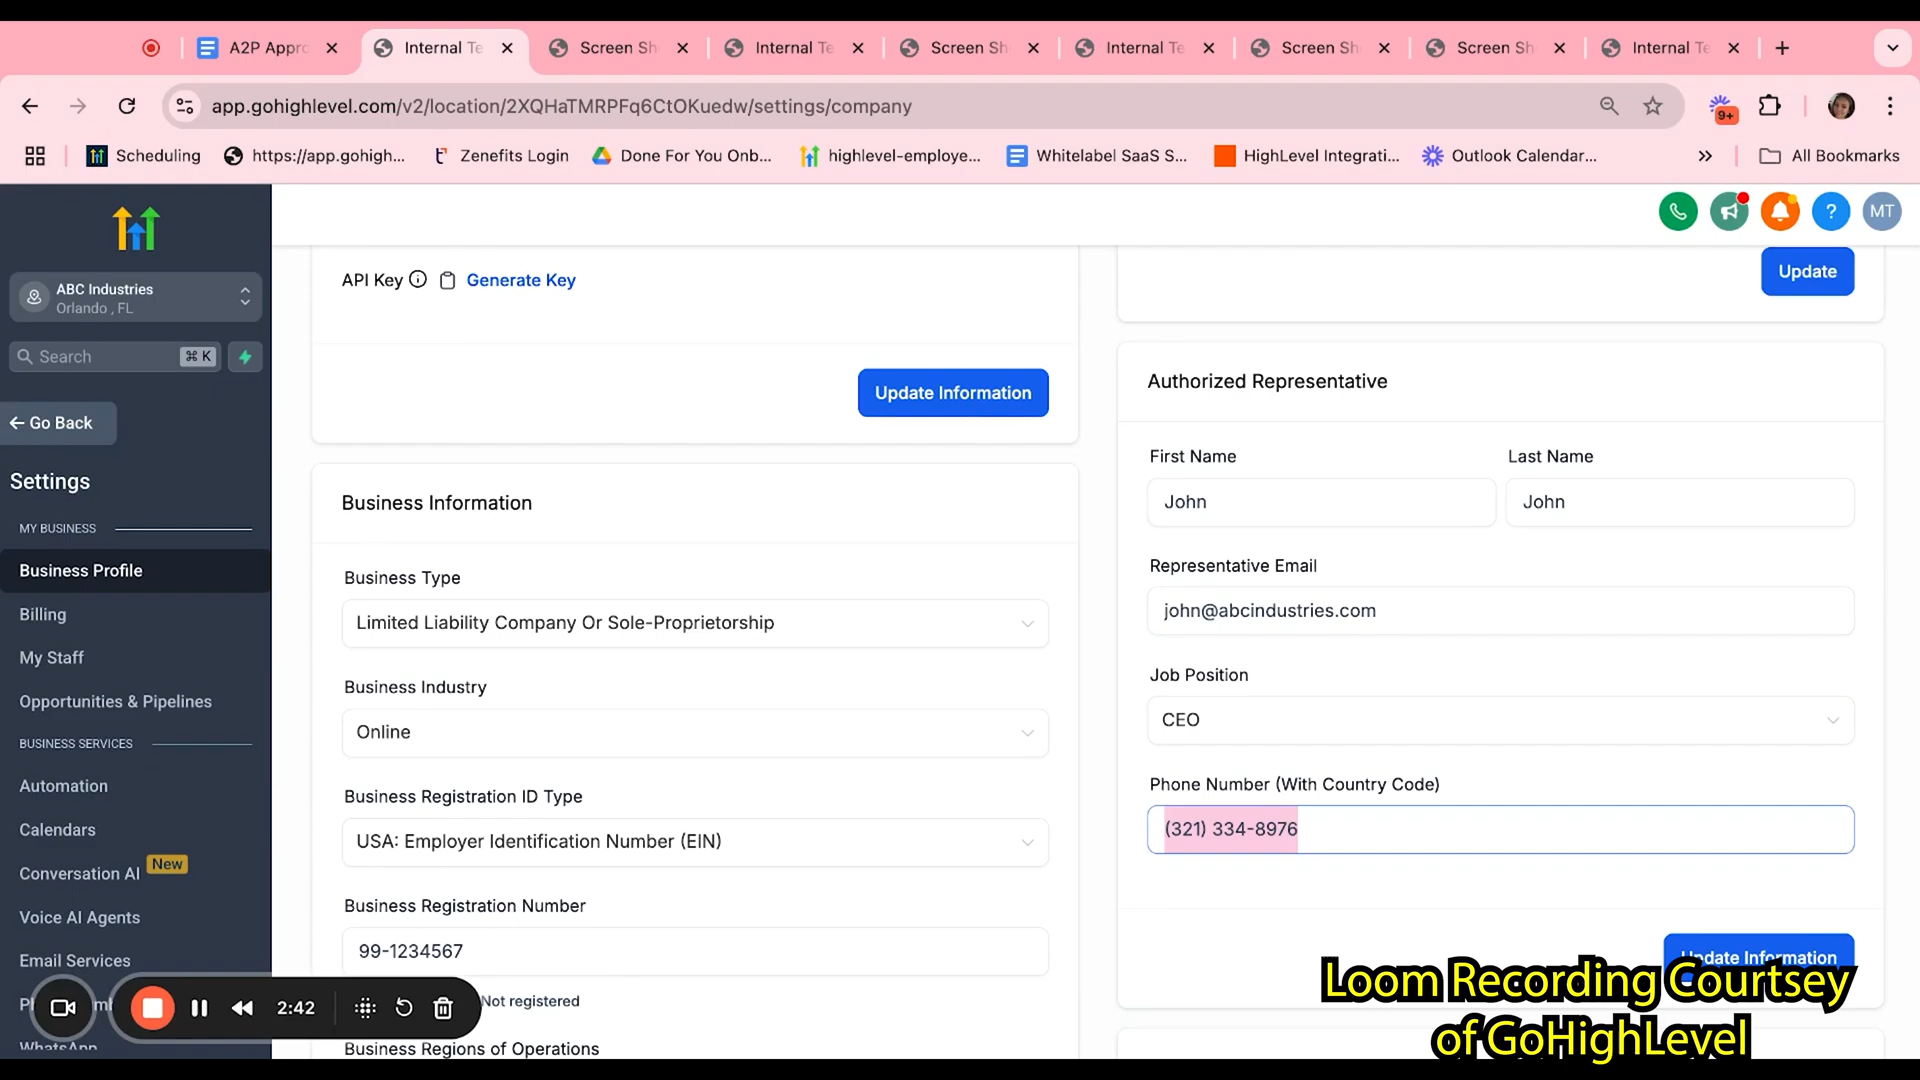 A2P Appro
Internal Te
Screen Sh
Internal Te
Screen Sh
Internal Te
Screen Sh
Screen Sh
Internal Te
app.gohighlevel.com/v2/location/2XQHaTMRPFq6CtOKuedw/settings/company
9+
Scheduling
https://app.gohigh...
Zenefits Login
Done For You Onb...
highlevel-employe...
Whitelabel SaaS S...
HighLevel Integrati...
Outlook Calendar...
All Bookmarks
MT
ABC Industries
Orlando , FL
Search ⌘ K
Go Back
Settings
MY BUSINESS
Business Profile
Billing
My Staff
Opportunities & Pipelines
BUSINESS SERVICES
Automation
Calendars
Conversation AI New
Voice AI Agents
Email Services
WhatsApp
2:42
API Key Generate Key
Update Information
Business Information
Business Type
Limited Liability Company Or Sole-Proprietorship
Business Industry
Online
Business Registration ID Type
USA: Employer Identification Number (EIN)
Business Registration Number
99-1234567
Not registered
Business Regions of Operations
Update
Authorized Representative
First Name
John
Last Name
John
Representative Email
john@abcindustries.com
Job Position
CEO
Phone Number (With Country Code)
(321) 334-8976
Update Information
Loom Recording Courtsey
of GoHighLevel